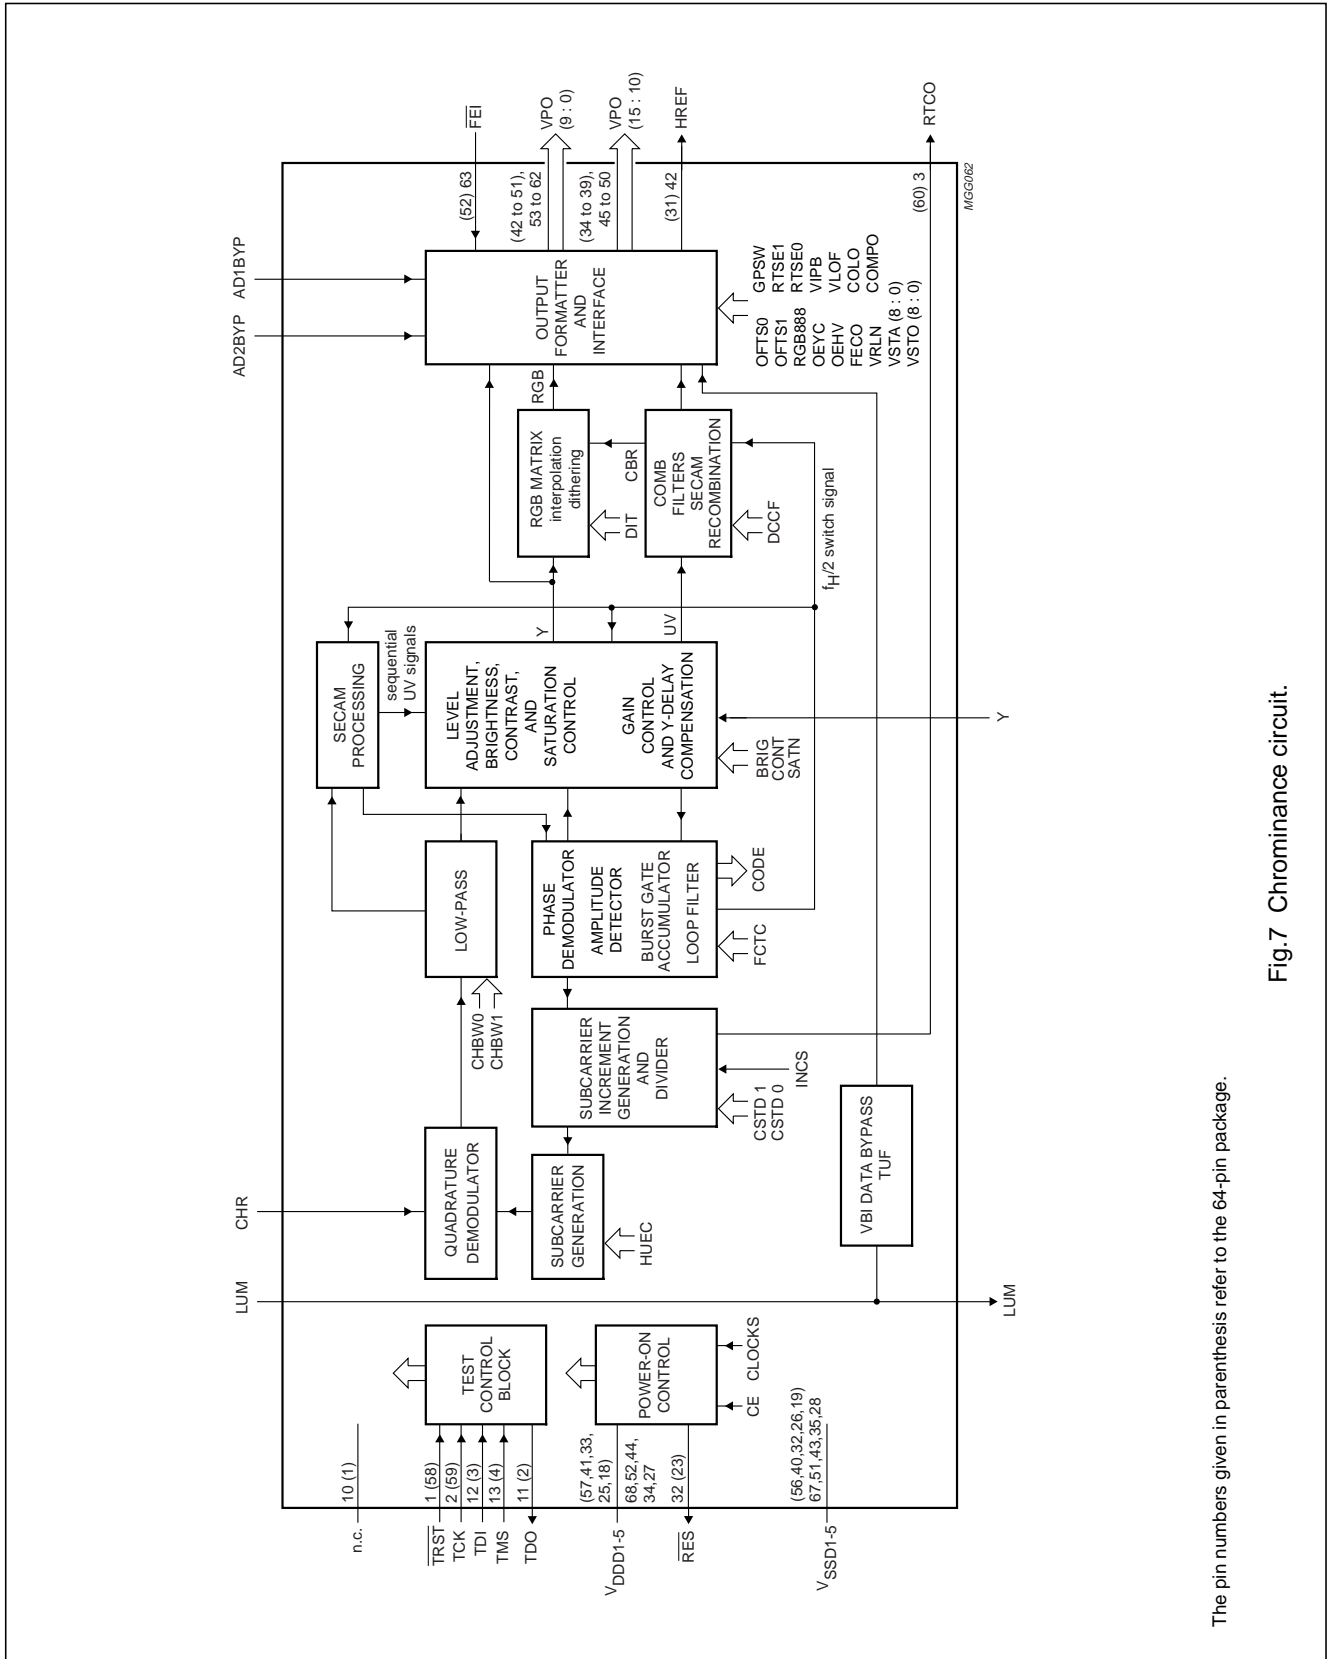 CHR
LUM
AD2BYP
AD1BYP
n.c.
10 (1)
TRST
1 (58)
TCK
2 (59)
TDI
12 (3)
TMS
13 (4)
TDO
11 (2)
TEST
CONTROL
BLOCK
VDDD1-5
(57,41,33,
25,18)
68,52,44,
34,27
RES
32 (23)
POWER-ON
CONTROL
CE
CLOCKS
VSSD1-5
(56,40,32,26,19)
67,51,43,35,28
LUM
QUADRATURE
DEMODULATOR
SUBCARRIER
GENERATION
HUEC
LOW-PASS
CHBW0
CHBW1
SUBCARRIER
INCREMENT
GENERATION
AND
DIVIDER
CSTD 1
CSTD 0
INCS
VBI DATA BYPASS
TUF
SECAM
PROCESSING
sequential
UV signals
PHASE
DEMODULATOR
AMPLITUDE
DETECTOR
BURST GATE
ACCUMULATOR
LOOP FILTER
FCTC
CODE
LEVEL
ADJUSTMENT,
BRIGHTNESS,
CONTRAST,
AND
SATURATION
CONTROL
GAIN
CONTROL
AND Y-DELAY
COMPENSATION
BRIG
CONT
SATN
Y
Y
UV
fH/2 switch signal
RGB MATRIX
interpolation
dithering
RGB
DIT
CBR
COMB
FILTERS
SECAM
RECOMBINATION
DCCF
OUTPUT
FORMATTER
AND
INTERFACE
OFTS0
OFTS1
RGB888
OEYC
OEHV
FECO
VRLN
VSTA (8 : 0)
VSTO (8 : 0)
GPSW
RTSE1
RTSE0
VIPB
VLOF
COLO
COMPO
(52) 63
FEI
(42 to 51),
53 to 62
VPO
(9 : 0)
(34 to 39),
45 to 50
VPO
(15 : 10)
(31) 42
HREF
(60) 3
RTCO
MGG062
The pin numbers given in parenthesis refer to the 64-pin package.
Fig.7 Chrominance circuit.